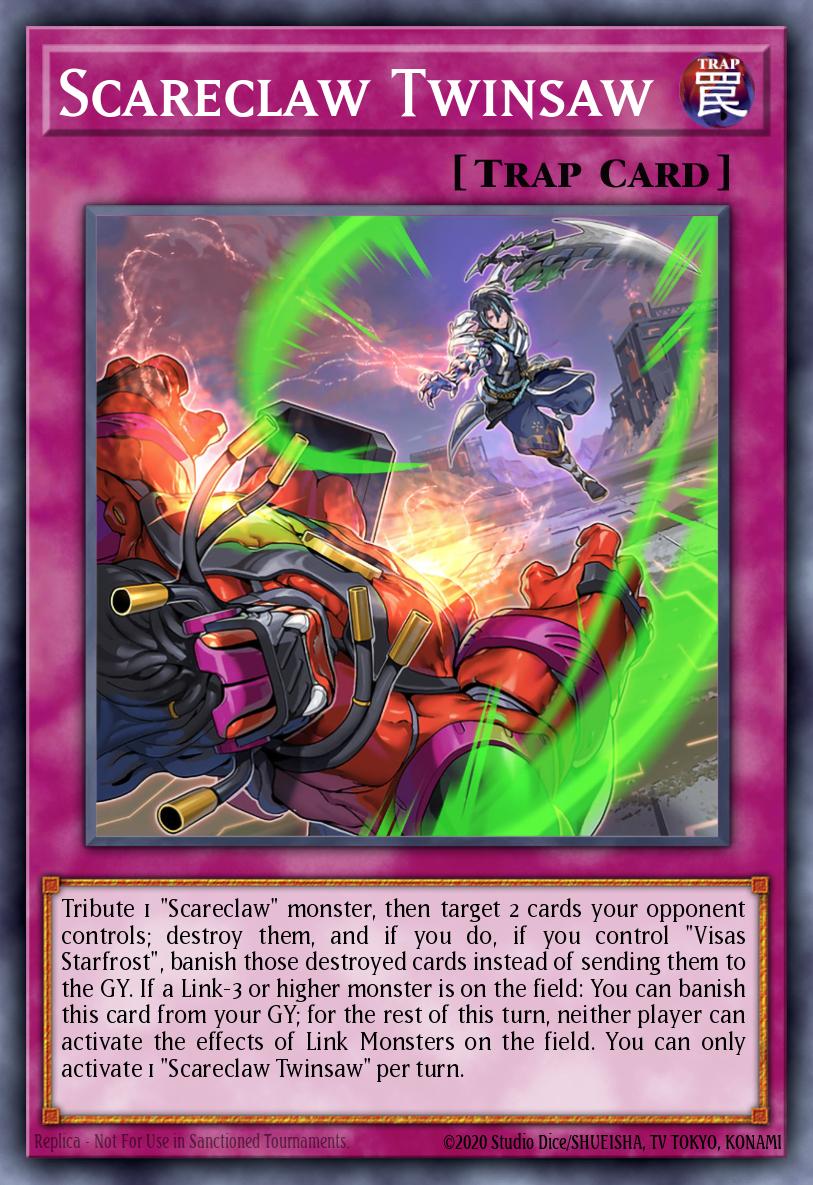 Scareclaw Twinsaw
TRAP
罠
[Trap Card]
Tribute 1 "Scareclaw" monster, then target 2 cards your opponent
controls; destroy them, and if you do, if you control "Visas
Starfrost", banish those destroyed cards instead of sending them to
the GY. If a Link-3 or higher monster is on the field: You can banish
this card from your GY; for the rest of this turn, neither player can
activate the effects of Link Monsters on the field. You can only
activate 1 "Scareclaw Twinsaw" per turn.
Replica - Not For Use in Sanctioned Tournaments.
©2020 Studio Dice/SHUEISHA, TV TOKYO, KONAMI